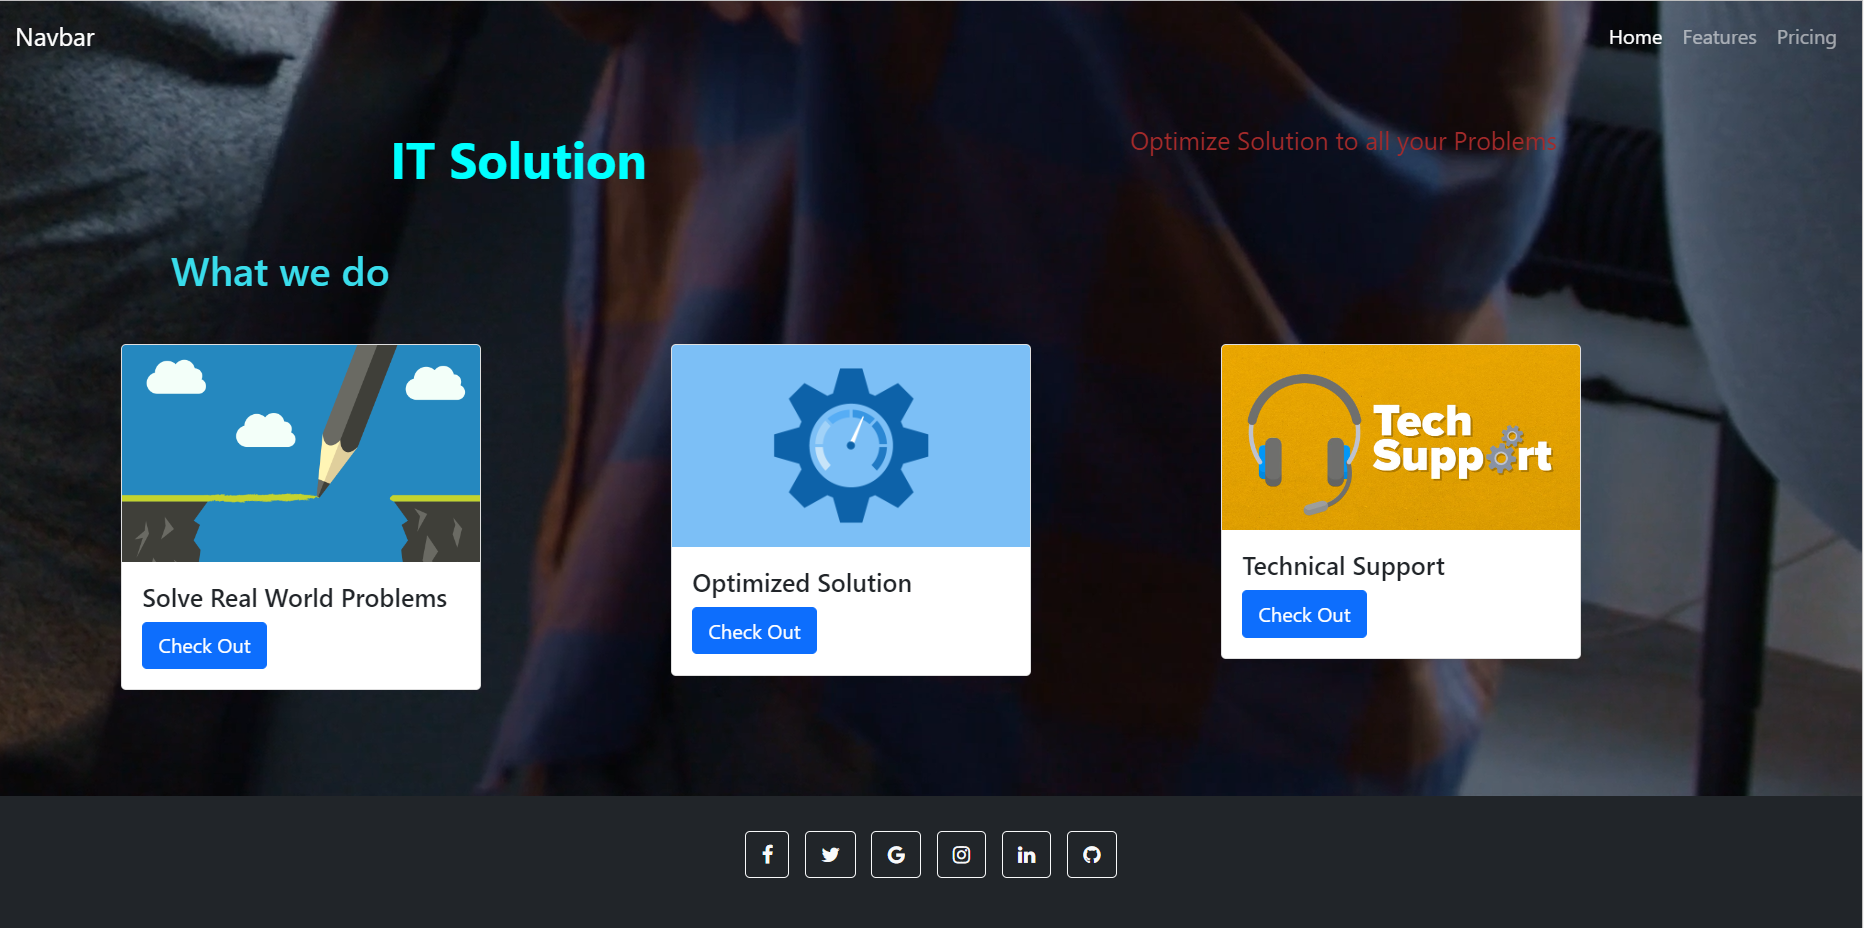 Navbar
Home Features Pricing
IT Solution
Optimize Solution to all your Problems
What we do
Tech
Support
Solve Real World Problems
Check Out
Optimized Solution
Check Out
Technical Support
Check Out